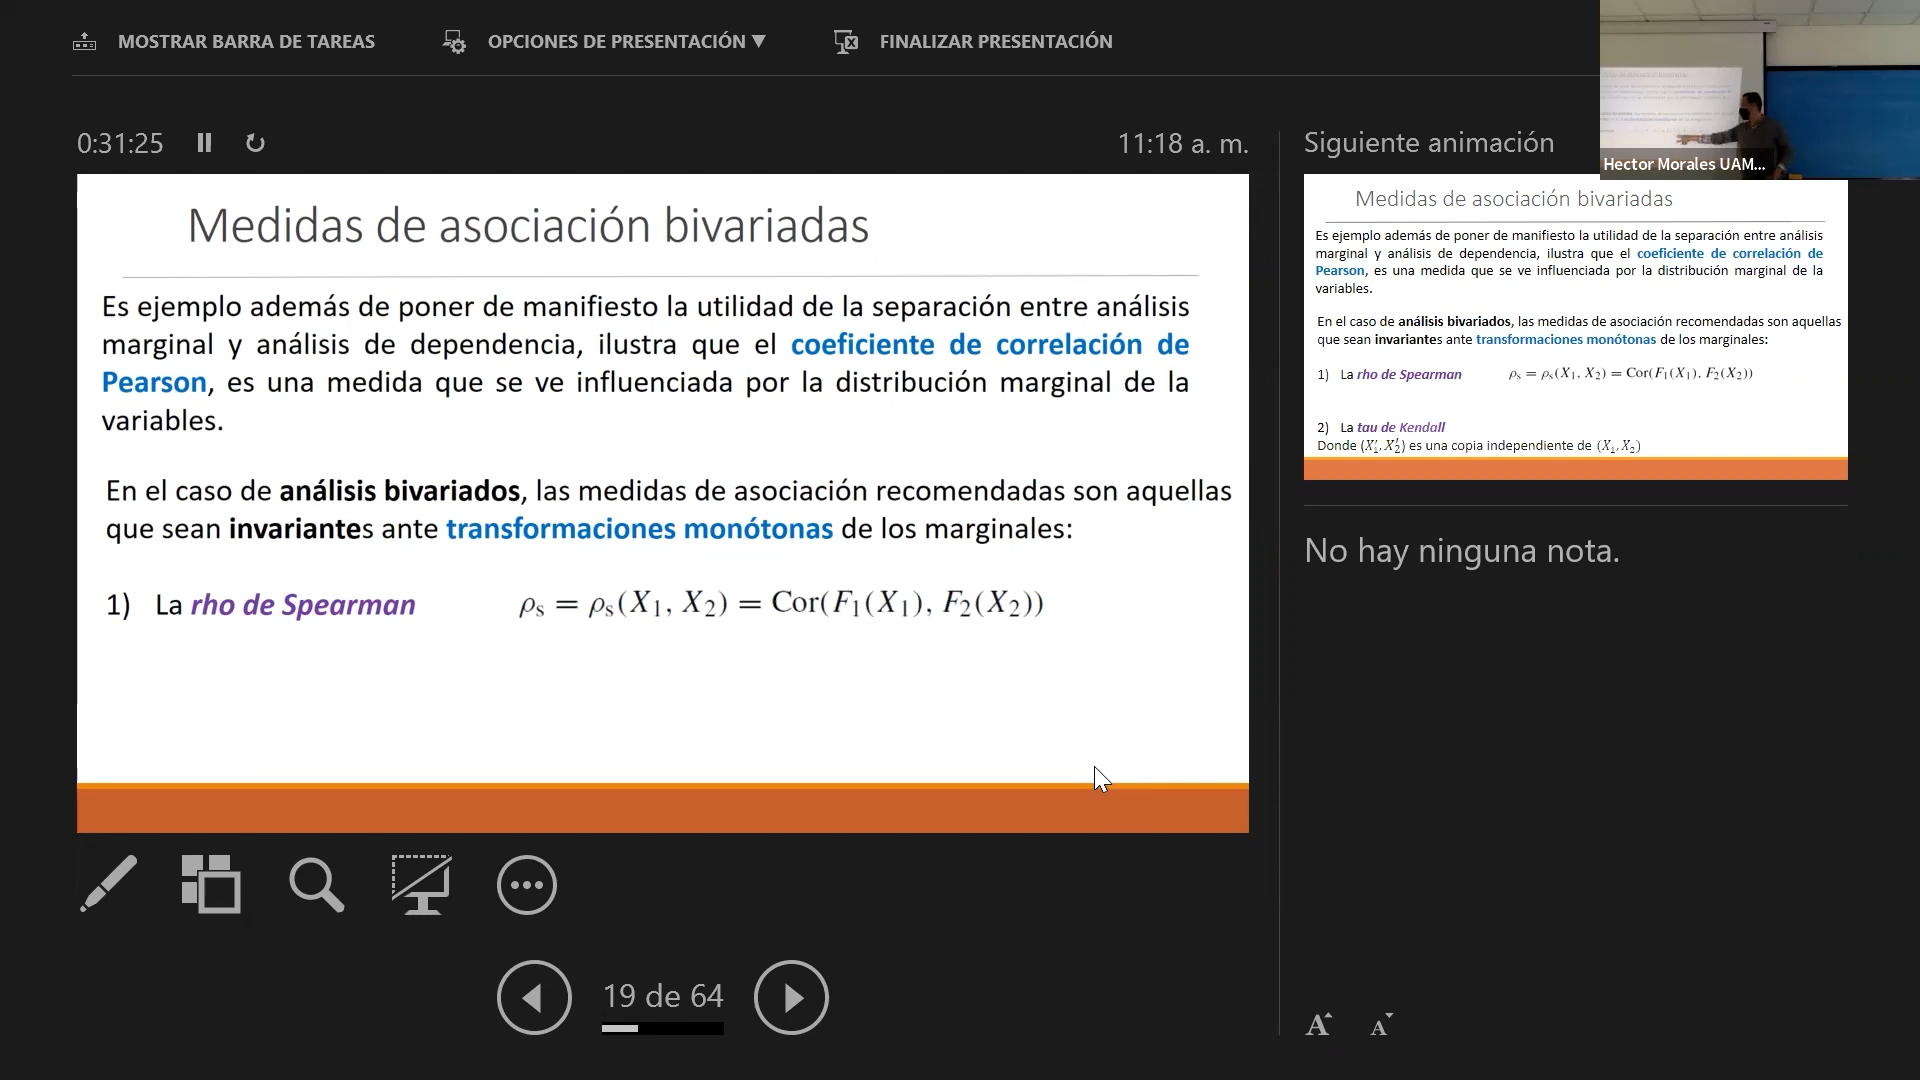 MOSTRAR BARRA DE TAREAS
OPCIONES DE PRESENTACIÓN ▼
FINALIZAR PRESENTACIÓN
Hector Morales UAM...
0:31:25
11:18 a. m.
Medidas de asociación bivariadas
Es ejemplo además de poner de manifiesto la utilidad de la separación entre análisis
marginal y análisis de dependencia, ilustra que el coeficiente de correlación de
Pearson, es una medida que se ve influenciada por la distribución marginal de la
variables.
En el caso de análisis bivariados, las medidas de asociación recomendadas son aquellas
que sean invariantes ante transformaciones monótonas de los marginales:
1) La rho de Spearman ρs = ρs(X1, X2) = Cor(F1(X1), F2(X2))
19 de 64
Siguiente animación
Medidas de asociación bivariadas
Es ejemplo además de poner de manifiesto la utilidad de la separación entre análisis
marginal y análisis de dependencia, ilustra que el coeficiente de correlación de
Pearson, es una medida que se ve influenciada por la distribución marginal de la
variables.
En el caso de análisis bivariados, las medidas de asociación recomendadas son aquellas
que sean invariantes ante transformaciones monótonas de los marginales:
1) La rho de Spearman ρs = ρs(X1, X2) = Cor(F1(X1), F2(X2))
2) La tau de Kendall
Donde (X1′, X2′) es una copia independiente de (X1, X2)
No hay ninguna nota.
A A